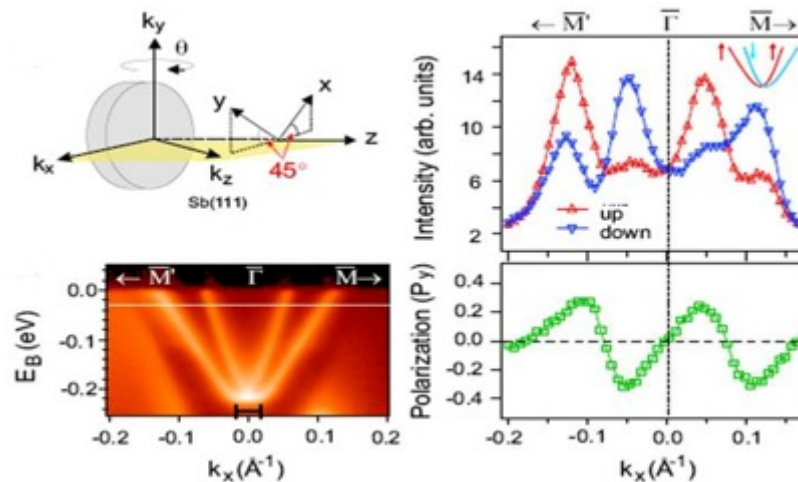 k_y
θ
y
x
z
k_x
k_z
45°
Sb(111)
← M̅' Γ̅ M̅ →
Intensity (arb. units)
14
10
6
2
up
down
← M̅' Γ̅ M̅ →
E_B (eV)
0.0
-0.1
-0.2
-0.2 -0.1 0.0 0.1 0.2
k_x (Å⁻¹)
Polarization (Py)
0.4
0.2
0.0
-0.2
-0.4
-0.2 -0.1 0.0 0.1
k_x (Å⁻¹)